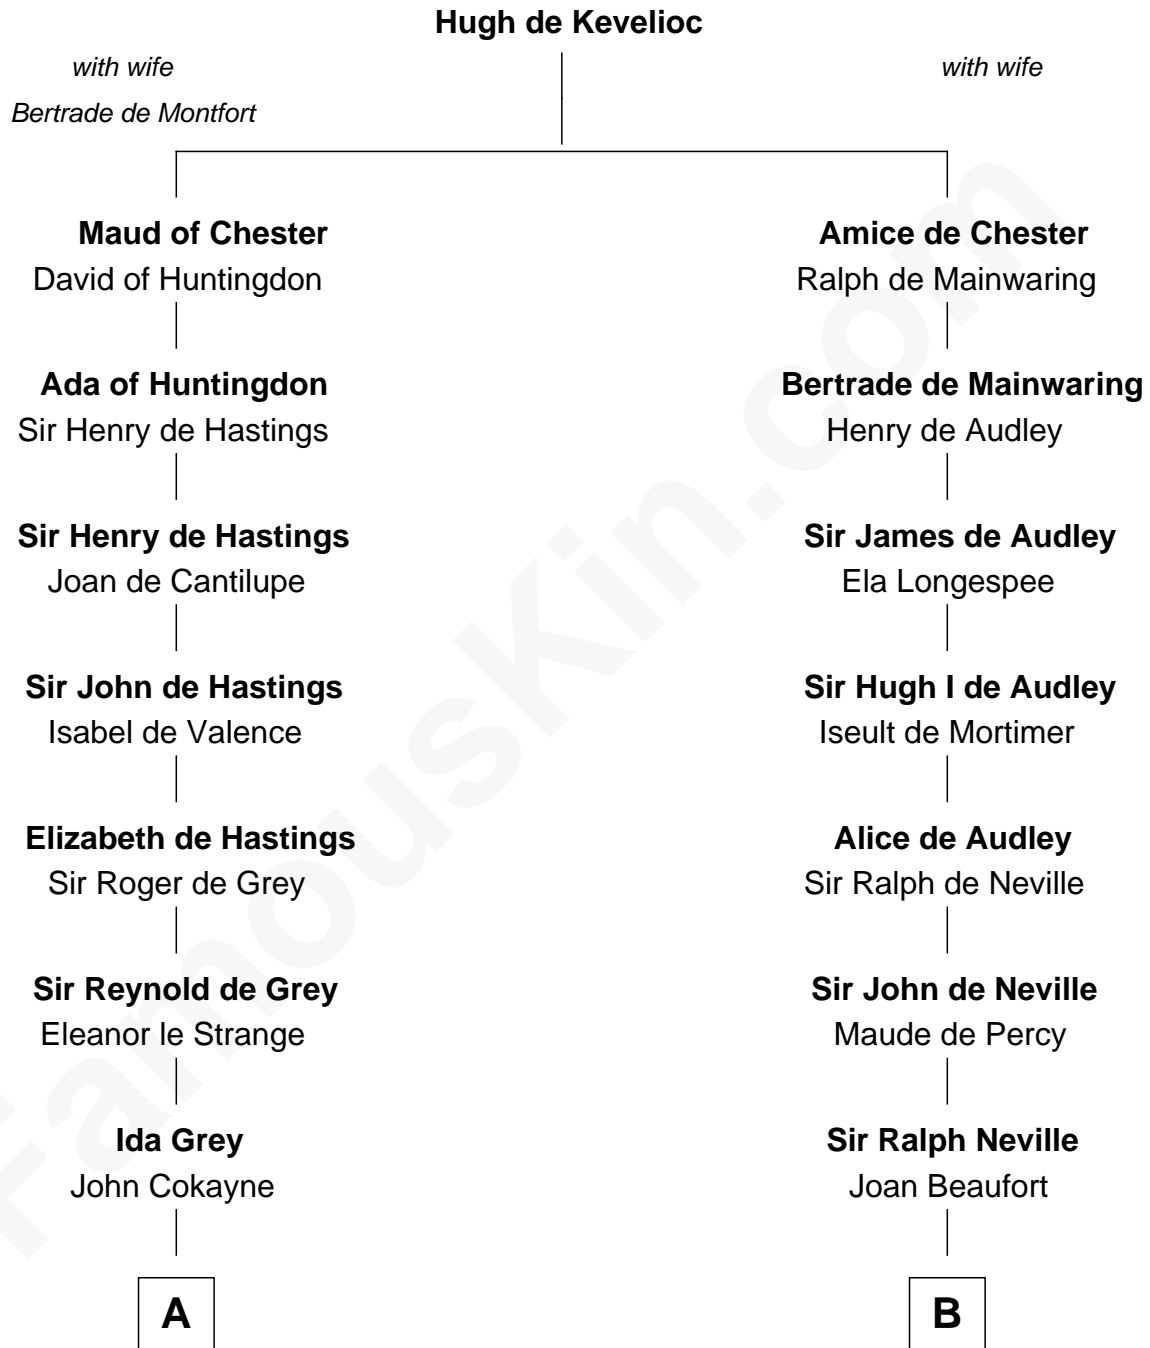 Hugh de Kevelioc
with wife
Bertrade de Montfort
with wife
Maud of Chester
David of Huntingdon
Amice de Chester
Ralph de Mainwaring
Ada of Huntingdon
Sir Henry de Hastings
Bertrade de Mainwaring
Henry de Audley
Sir Henry de Hastings
Joan de Cantilupe
Sir James de Audley
Ela Longespee
Sir John de Hastings
Isabel de Valence
Sir Hugh I de Audley
Iseult de Mortimer
Elizabeth de Hastings
Sir Roger de Grey
Alice de Audley
Sir Ralph de Neville
Sir Reynold de Grey
Eleanor le Strange
Sir John de Neville
Maude de Percy
Ida Grey
John Cokayne
Sir Ralph Neville
Joan Beaufort
A
B
FamousKin.com